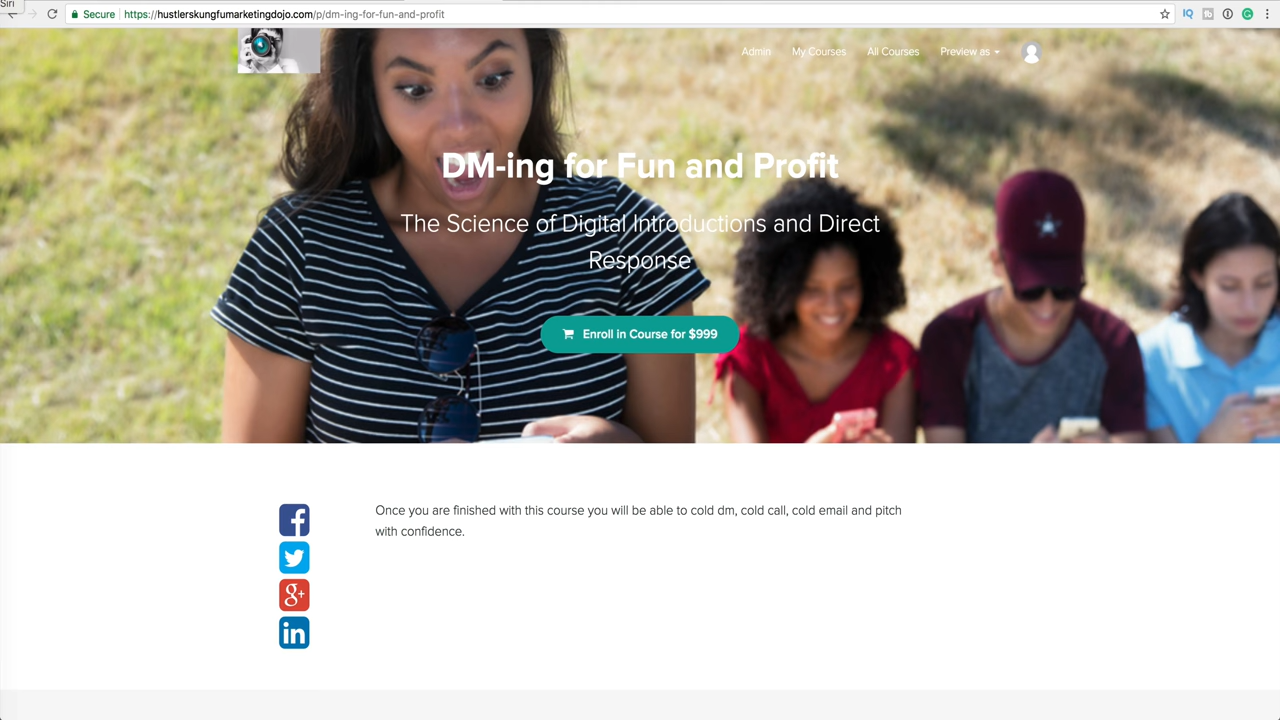 Siri
Secure https://hustlerskungfumarketingdojo.com/p/dm-ing-for-fun-and-profit
Admin My Courses All Courses Preview as
DM-ing for Fun and Profit
The Science of Digital Introductions and Direct
Response
Enroll in Course for $999
Once you are finished with this course you will be able to cold dm, cold call, cold email and pitch
with confidence.